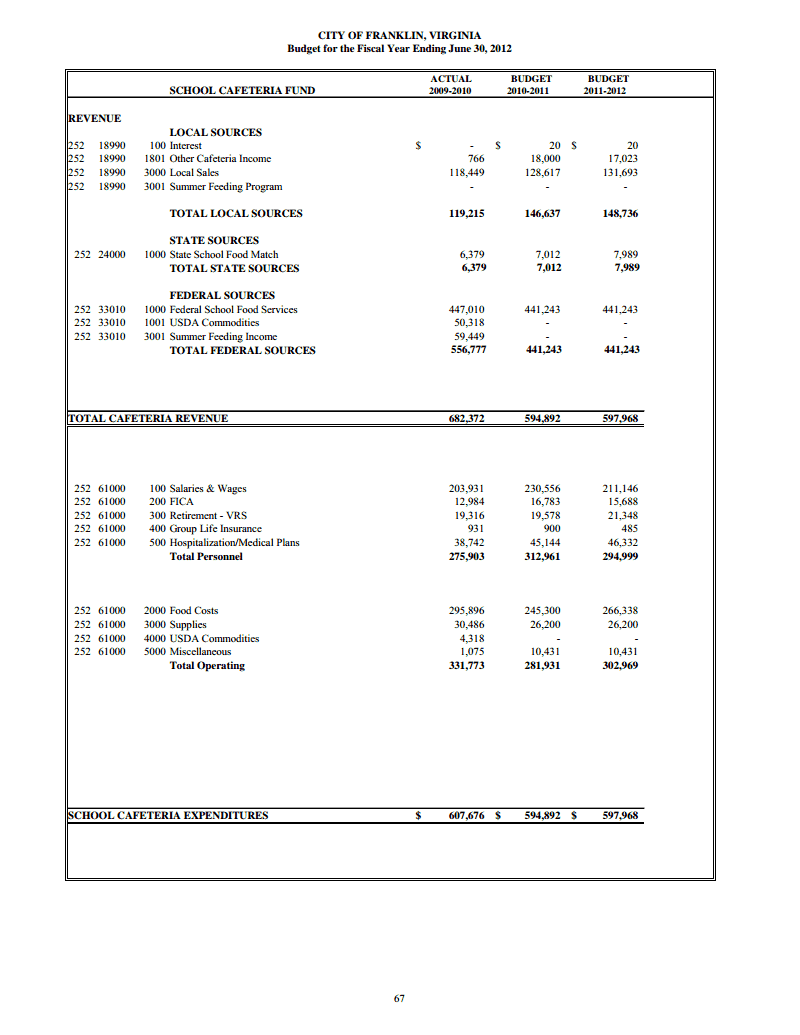 CITY OF FRANKLIN, VIRGINIA
Budget for the Fiscal Year Ending June 30, 2012
ACTUAL BUDGET BUDGET
SCHOOL CAFETERIA FUND 2009-2010 2010-2011 2011-2012
REVENUE
LOCAL SOURCES
252 18990 100 Interest $ - $ 20 $ 20
252 18990 1801 Other Cafeteria Income 766 18,000 17,023
252 18990 3000 Local Sales 118,449 128,617 131,693
252 18990 3001 Summer Feeding Program - - -
TOTAL LOCAL SOURCES 119,215 146,637 148,736
STATE SOURCES
252 24000 1000 State School Food Match 6,379 7,012 7,989
TOTAL STATE SOURCES 6,379 7,012 7,989
FEDERAL SOURCES
252 33010 1000 Federal School Food Services 447,010 441,243 441,243
252 33010 1001 USDA Commodities 50,318 - -
252 33010 3001 Summer Feeding Income 59,449 - -
TOTAL FEDERAL SOURCES 556,777 441,243 441,243
TOTAL CAFETERIA REVENUE 682,372 594,892 597,968
252 61000 100 Salaries & Wages 203,931 230,556 211,146
252 61000 200 FICA 12,984 16,783 15,688
252 61000 300 Retirement - VRS 19,316 19,578 21,348
252 61000 400 Group Life Insurance 931 900 485
252 61000 500 Hospitalization/Medical Plans 38,742 45,144 46,332
Total Personnel 275,903 312,961 294,999
252 61000 2000 Food Costs 295,896 245,300 266,338
252 61000 3000 Supplies 30,486 26,200 26,200
252 61000 4000 USDA Commodities 4,318 - -
252 61000 5000 Miscellaneous 1,075 10,431 10,431
Total Operating 331,773 281,931 302,969
SCHOOL CAFETERIA EXPENDITURES $ 607,676 $ 594,892 $ 597,968
67